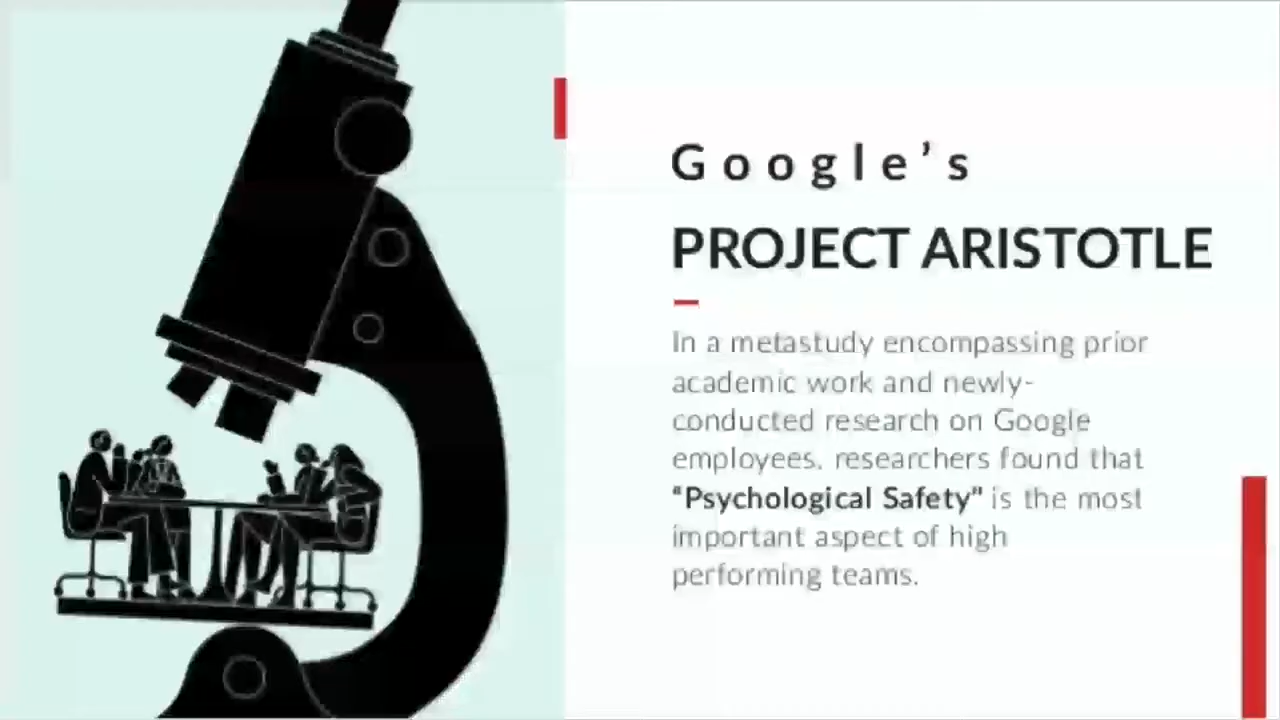 Google's
PROJECT ARISTOTLE
In a metastudy encompassing prior
academic work and newly-
conducted research on Google
employees, researchers found that
“Psychological Safety” is the most
important aspect of high
performing teams.